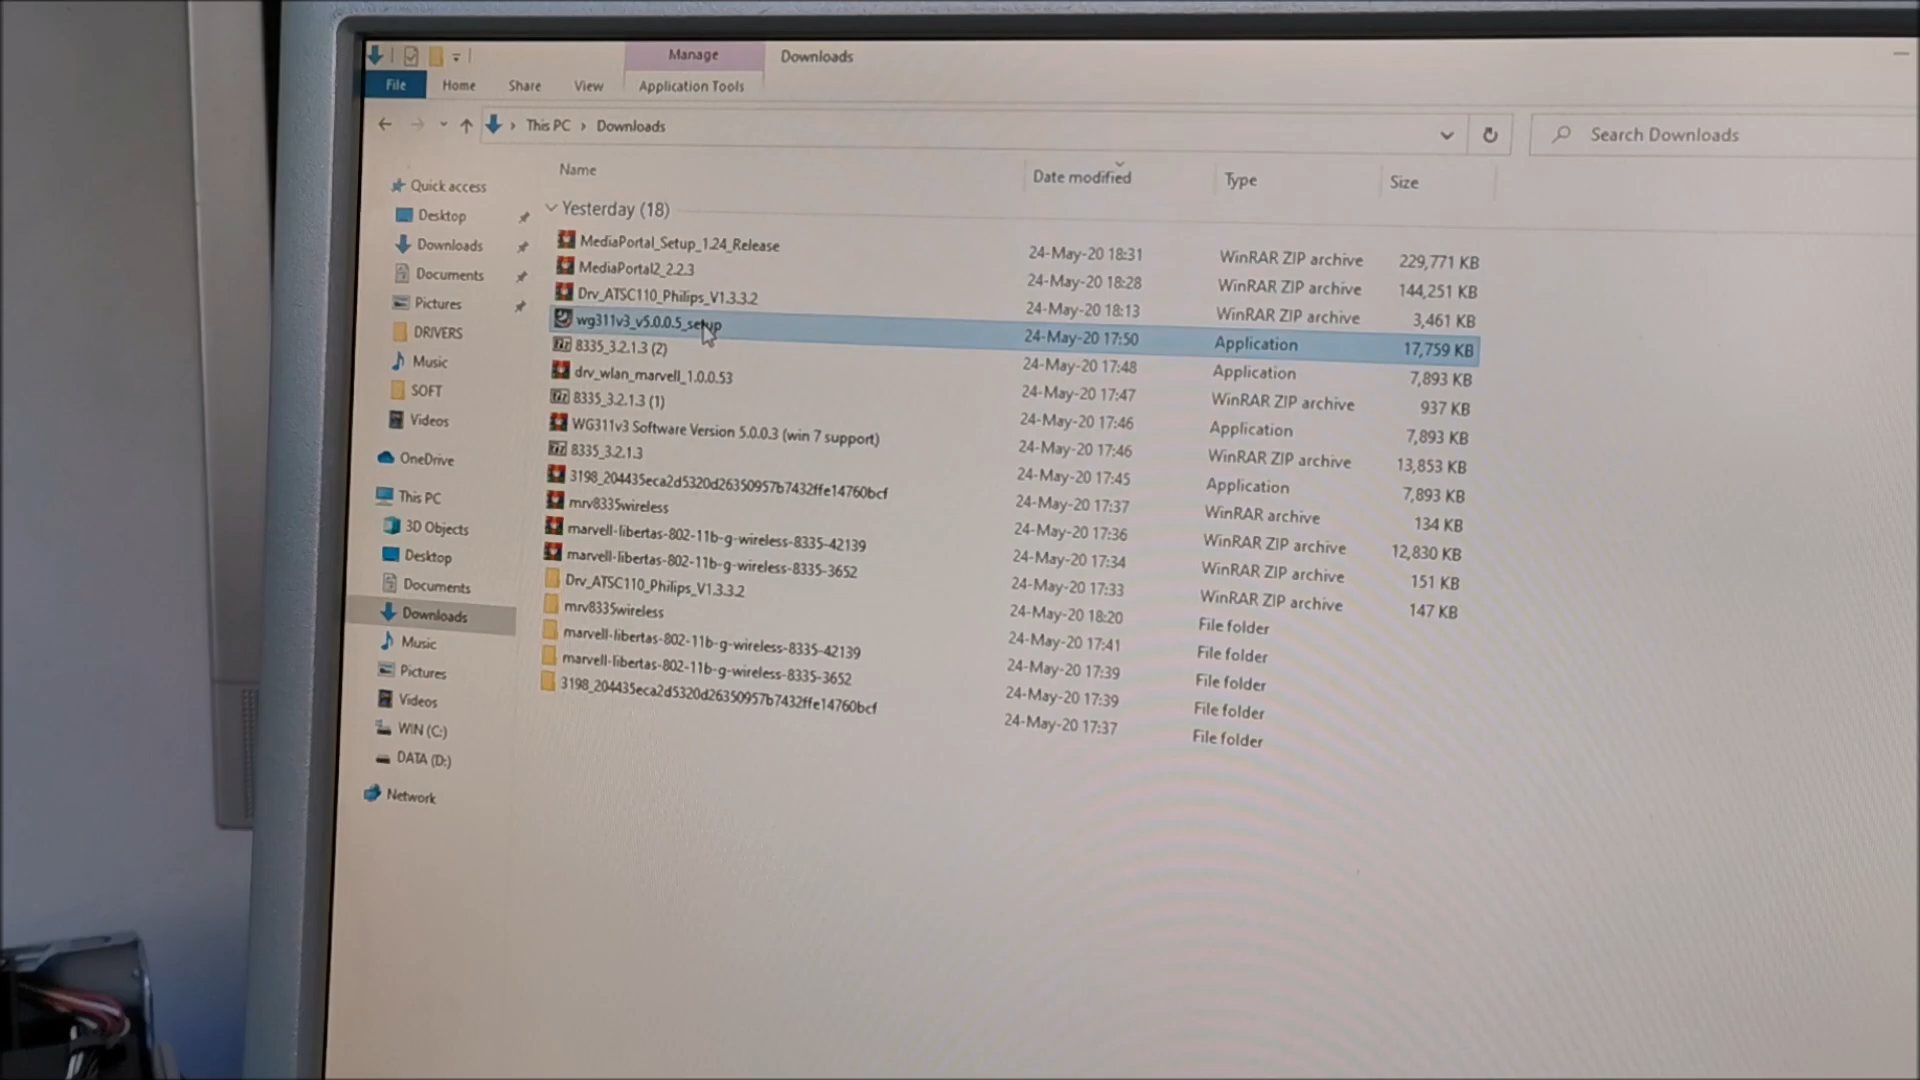 Manage Downloads
File Home Share View Application Tools
This PC Downloads Search Downloads
Name Date modified Type Size
Quick access
Desktop
Downloads
Documents
Pictures
DRIVERS
Music
SOFT
Videos
OneDrive
This PC
3D Objects
Desktop
Documents
Downloads
Music
Pictures
Videos
WIN (C:)
DATA (D:)
Network
Yesterday (18)
MediaPortal_Setup_1.24_Release 24-May-20 18:31 WinRAR ZIP archive 229,771 KB
MediaPortal2_2.2.3 24-May-20 18:28 WinRAR ZIP archive 144,251 KB
Drv_ATSC110_Philips_V1.3.3.2 24-May-20 18:13 WinRAR ZIP archive 3,461 KB
wg311v3_v5.0.0.5_setup 24-May-20 17:50 Application 17,759 KB
8335_3.2.1.3 (2) 24-May-20 17:48 Application 7,893 KB
drv_wlan_marvell_1.0.0.53 24-May-20 17:47 WinRAR ZIP archive 937 KB
8335_3.2.1.3 (1) 24-May-20 17:46 Application 7,893 KB
WG311v3 Software Version 5.0.0.3 (win 7 support) 24-May-20 17:46 WinRAR ZIP archive 13,853 KB
8335_3.2.1.3 24-May-20 17:45 Application 7,893 KB
3198_204435eca2d5320d26350957b7432ffe14760bcf 24-May-20 17:37 WinRAR archive 134 KB
mrv8335wireless 24-May-20 17:36 WinRAR ZIP archive 12,830 KB
marvell-libertas-802-11b-g-wireless-8335-42139 24-May-20 17:34 WinRAR ZIP archive 151 KB
marvell-libertas-802-11b-g-wireless-8335-3652 24-May-20 17:33 WinRAR ZIP archive 147 KB
Drv_ATSC110_Philips_V1.3.3.2 24-May-20 18:20 File folder
mrv8335wireless 24-May-20 17:41 File folder
marvell-libertas-802-11b-g-wireless-8335-42139 24-May-20 17:39 File folder
marvell-libertas-802-11b-g-wireless-8335-3652 24-May-20 17:39 File folder
3198_204435eca2d5320d26350957b7432ffe14760bcf 24-May-20 17:37 File folder